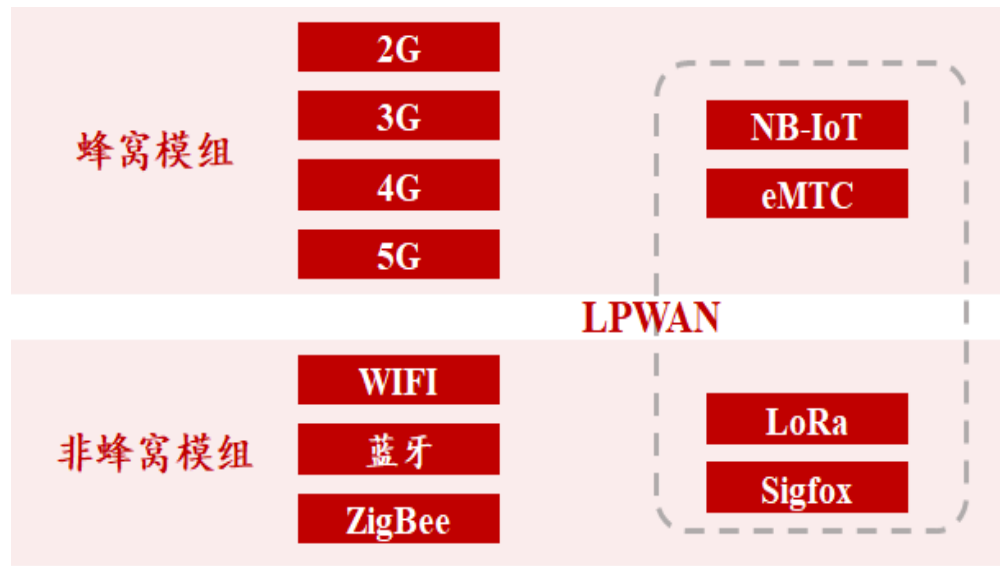 蜂窝模组
2G
3G
4G
5G
NB-IoT
eMTC
LPWAN
非蜂窝模组
WIFI
蓝牙
ZigBee
LoRa
Sigfox